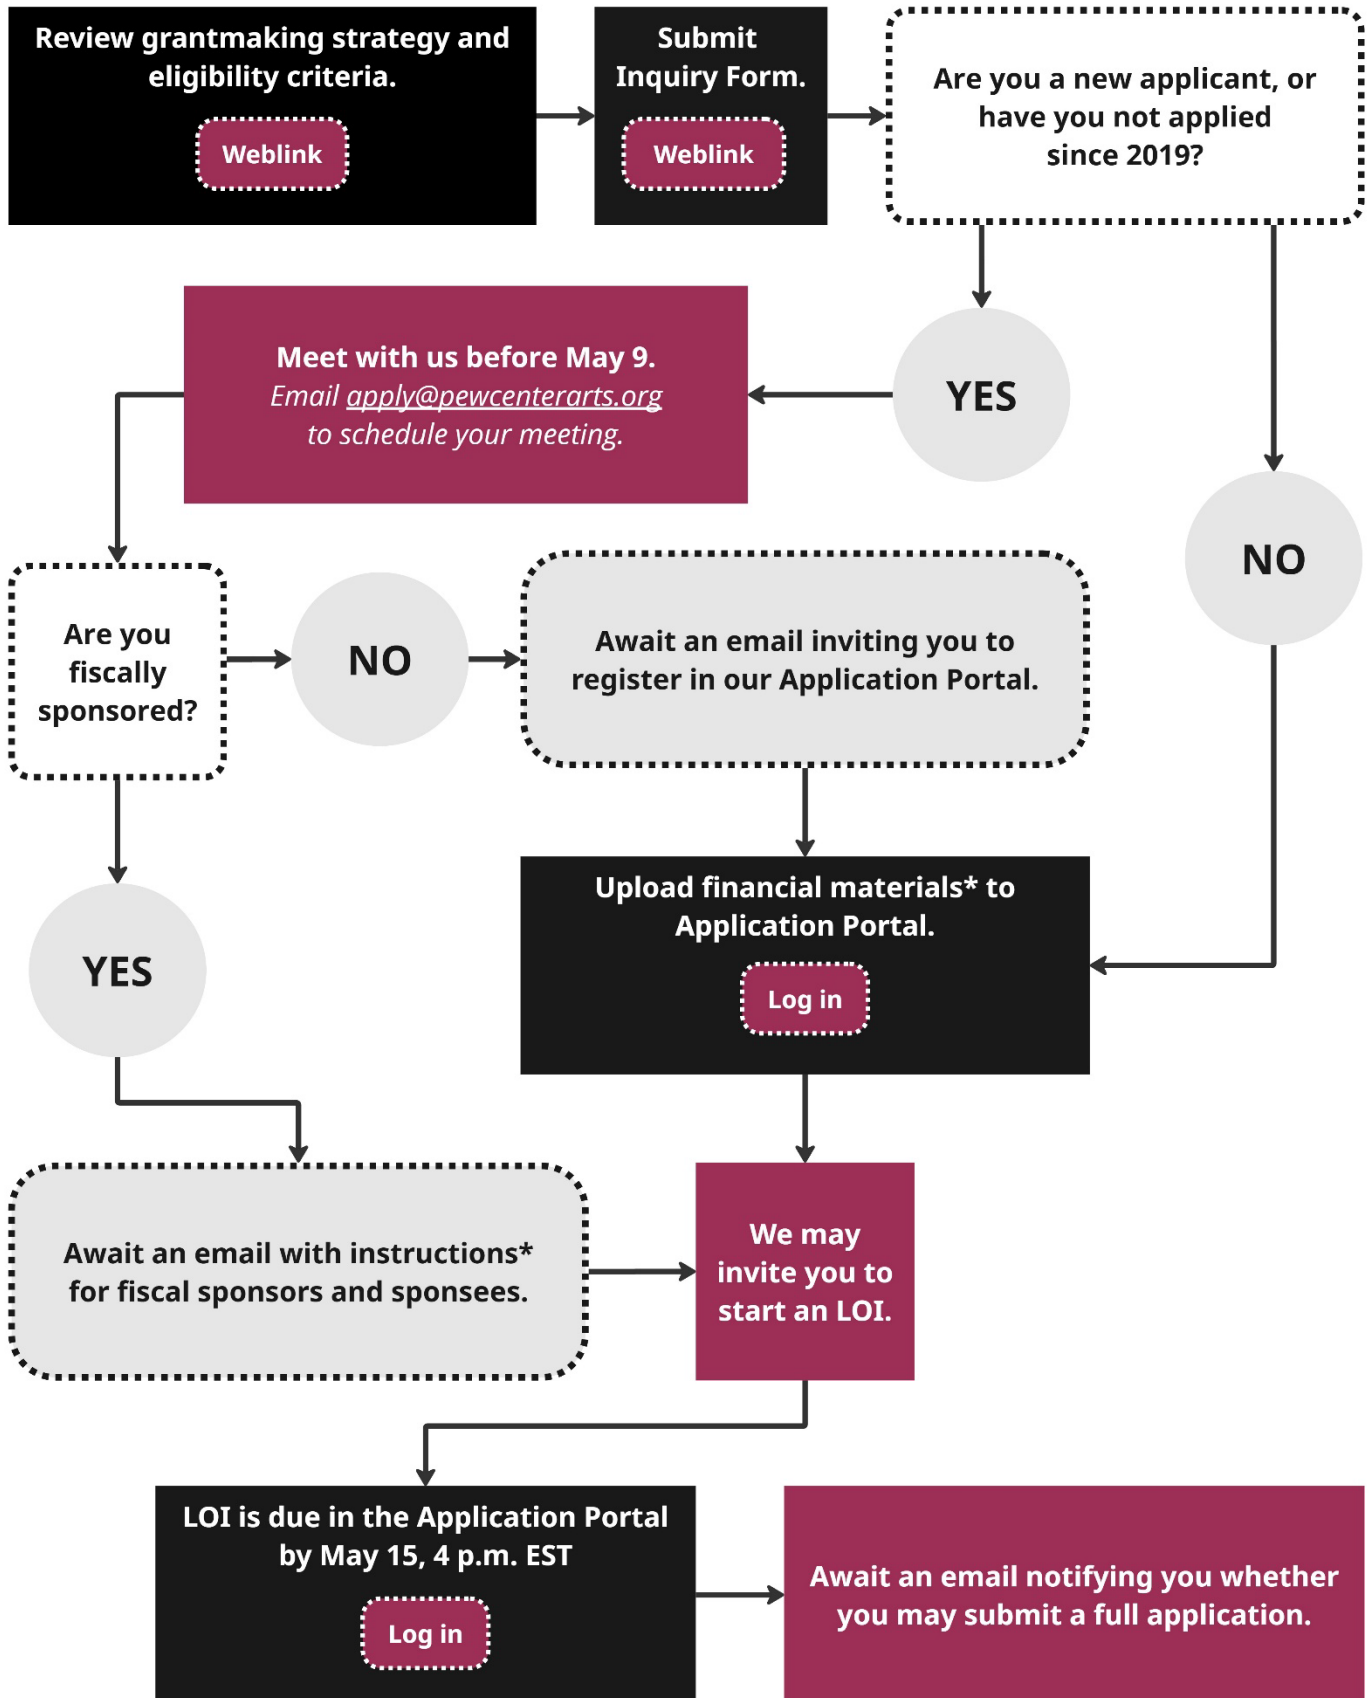 Review grantmaking strategy and
eligibility criteria.
Weblink
Submit
Inquiry Form.
Weblink
Are you a new applicant, or
have you not applied
since 2019?
YES
Meet with us before May 9.
Email apply@pewcenterarts.org
to schedule your meeting.
NO
Are you
fiscally
sponsored?
NO
Await an email inviting you to
register in our Application Portal.
Upload financial materials* to
Application Portal.
Log in
YES
Await an email with instructions*
for fiscal sponsors and sponsees.
We may
invite you to
start an LOI.
LOI is due in the Application Portal
by May 15, 4 p.m. EST
Log in
Await an email notifying you whether
you may submit a full application.